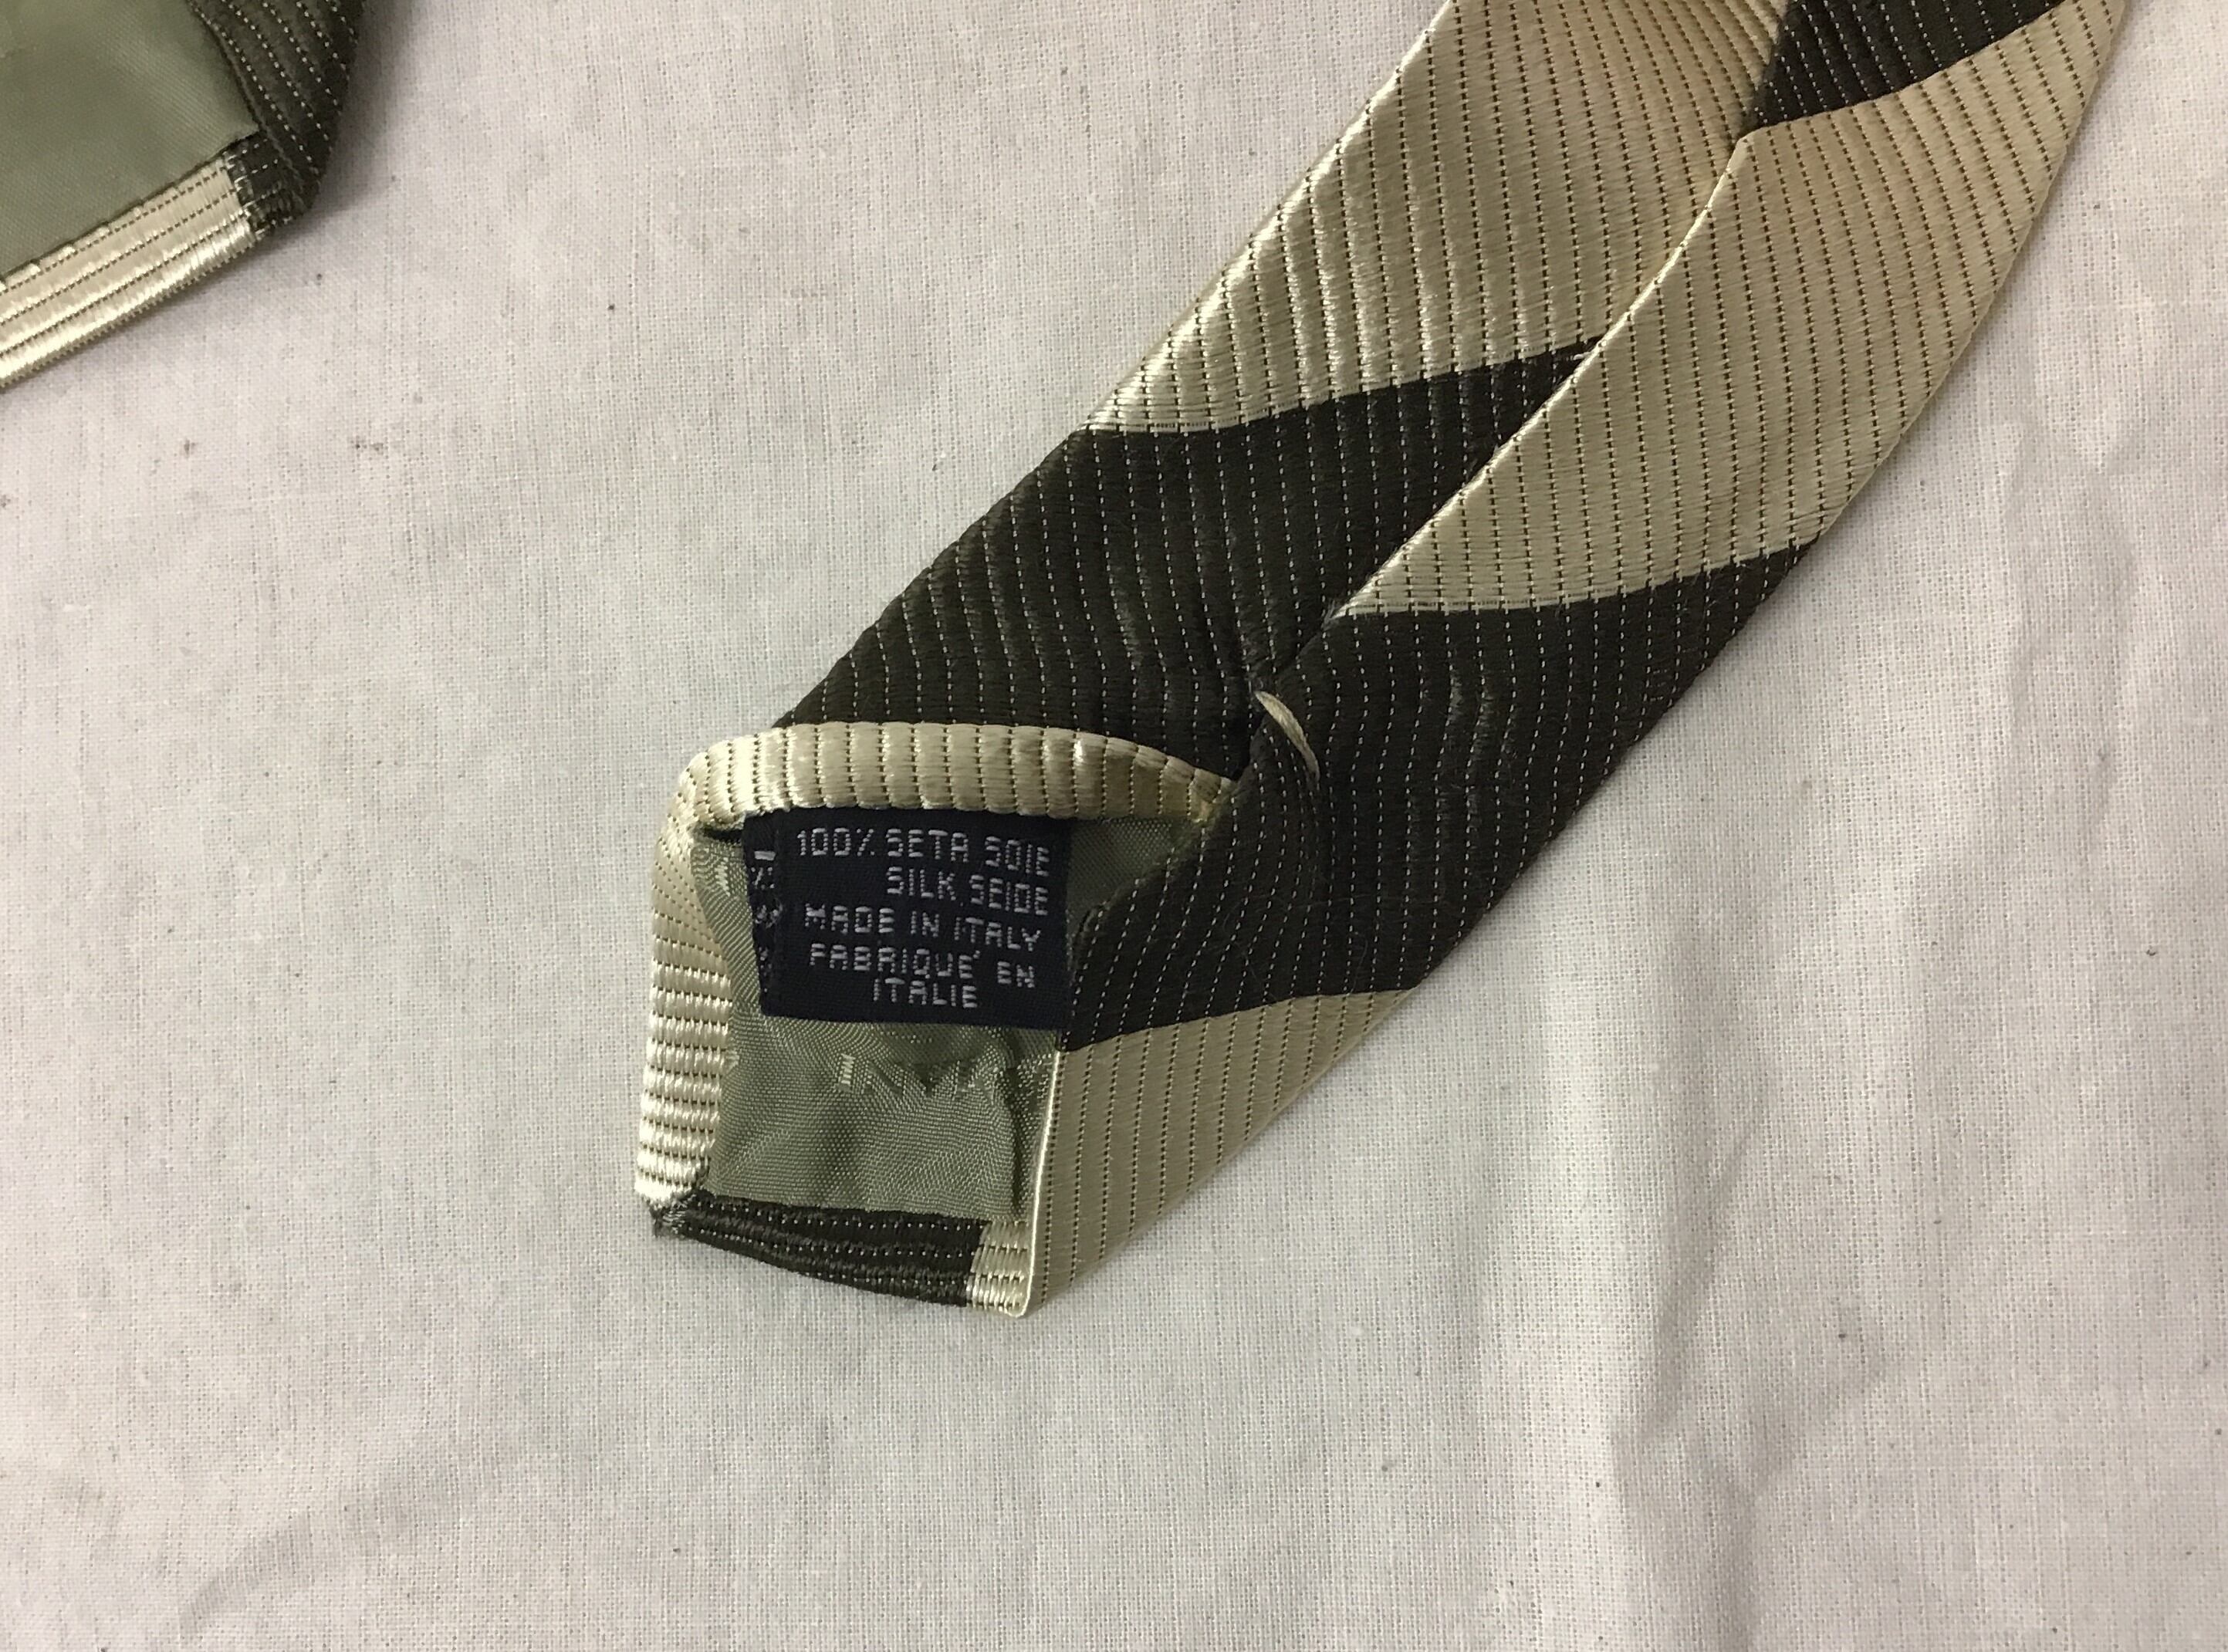 100% SETA SOIE
SILK SEIDE
MADE IN ITALY
FABRIQUE' EN
ITALIE